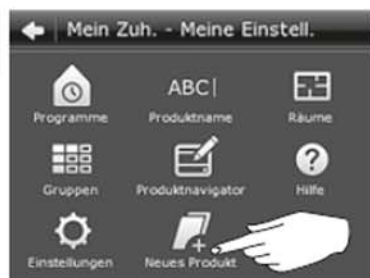 Mein Zuh. - Meine Einstell.
Programme
ABC|
Produktname
Räume
Gruppen
Produktnavigator
?
Hilfe
Einstellungen
Neues Produkt